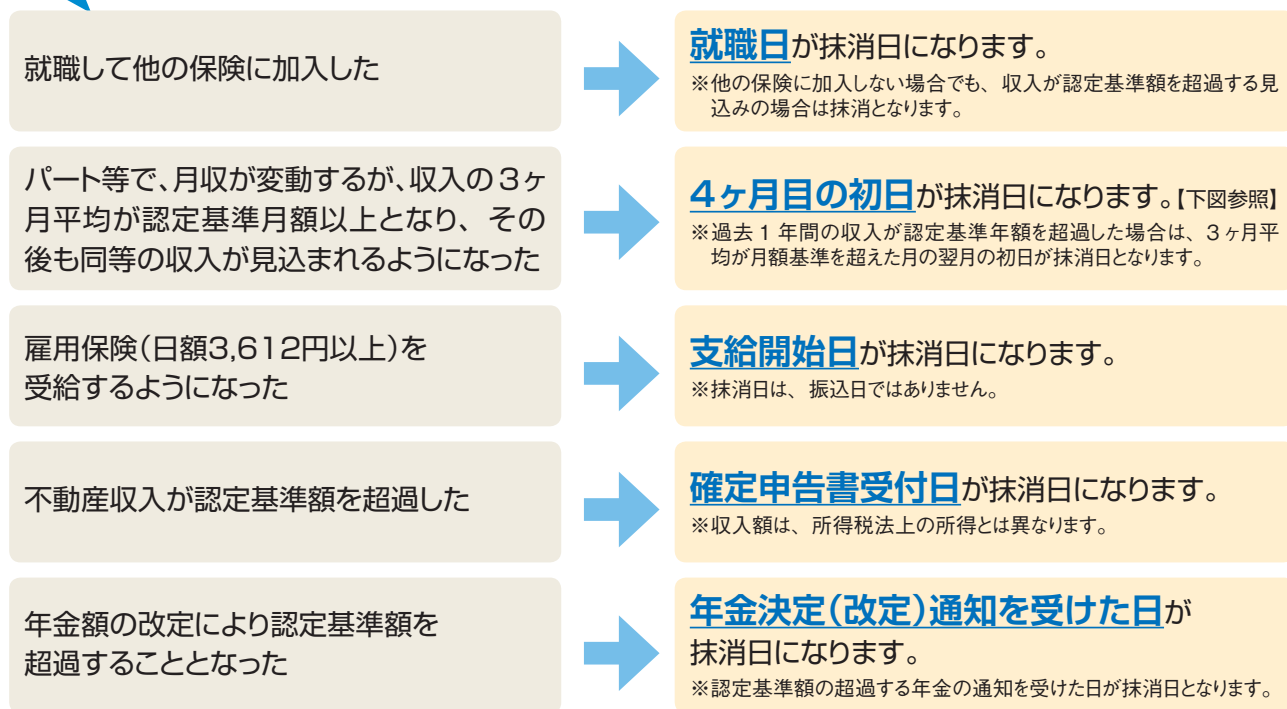 就職して他の保険に加入した
就職日が抹消日になります。
※他の保険に加入しない場合でも、収入が認定基準額を超過する見
込みの場合は抹消となります。
パート等で、月収が変動するが、収入の3ヶ
月平均が認定基準月額以上となり、その
後も同等の収入が見込まれるようになった
4ヶ月目の初日が抹消日になります。【下図参照】
※過去1年間の収入が認定基準年額を超過した場合は、3ヶ月平
均が月額基準を超えた月の翌月の初日が抹消日となります。
雇用保険(日額3,612円以上)を
受給するようになった
支給開始日が抹消日になります。
※抹消日は、振込日ではありません。
不動産収入が認定基準額を超過した
確定申告書受付日が抹消日になります。
※収入額は、所得税法上の所得とは異なります。
年金額の改定により認定基準額を
超過することとなった
年金決定(改定)通知を受けた日が
抹消日になります。
※認定基準額の超過する年金の通知を受けた日が抹消日となります。